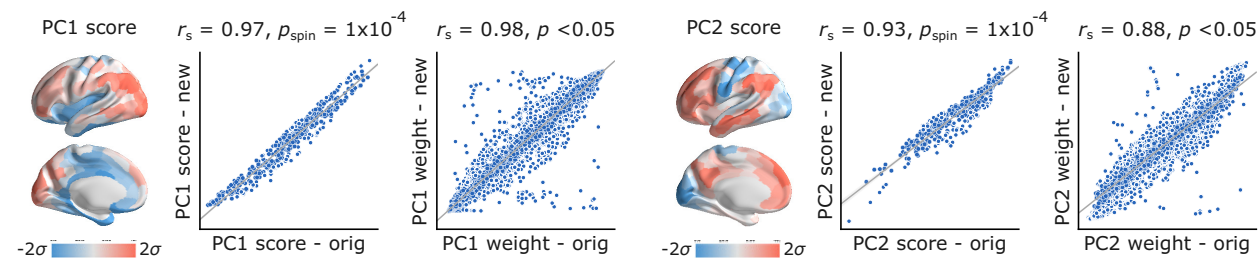 PC1 score
r_s = 0.97, p_spin = 1x10^-4
r_s = 0.98, p <0.05
PC2 score
r_s = 0.93, p_spin = 1x10^-4
r_s = 0.88, p <0.05
PC1 score - new
PC1 weight - new
PC2 score - new
PC2 weight - new
-2σ
2σ
PC1 score - orig
PC1 weight - orig
-2σ
2σ
PC2 score - orig
PC2 weight - orig